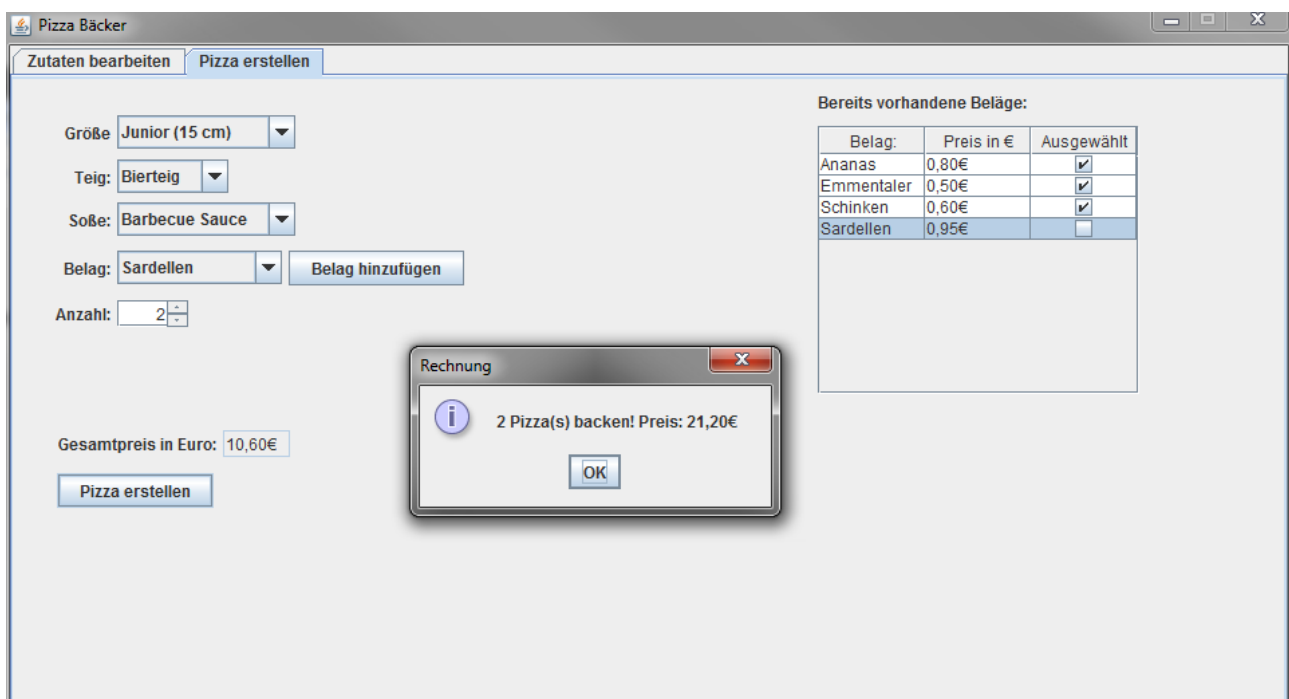 Pizza Bäcker
Zutaten bearbeiten Pizza erstellen
Größe Junior (15 cm)
Teig: Bierteig
Soße: Barbecue Sauce
Belag: Sardellen Belag hinzufügen
Anzahl: 2
Bereits vorhandene Beläge:
Belag: Preis in € Ausgewählt
Ananas 0,80€
Emmentaler 0,50€
Schinken 0,60€
Sardellen 0,95€
Rechnung
2 Pizza(s) backen! Preis: 21,20€
OK
Gesamtpreis in Euro: 10,60€
Pizza erstellen